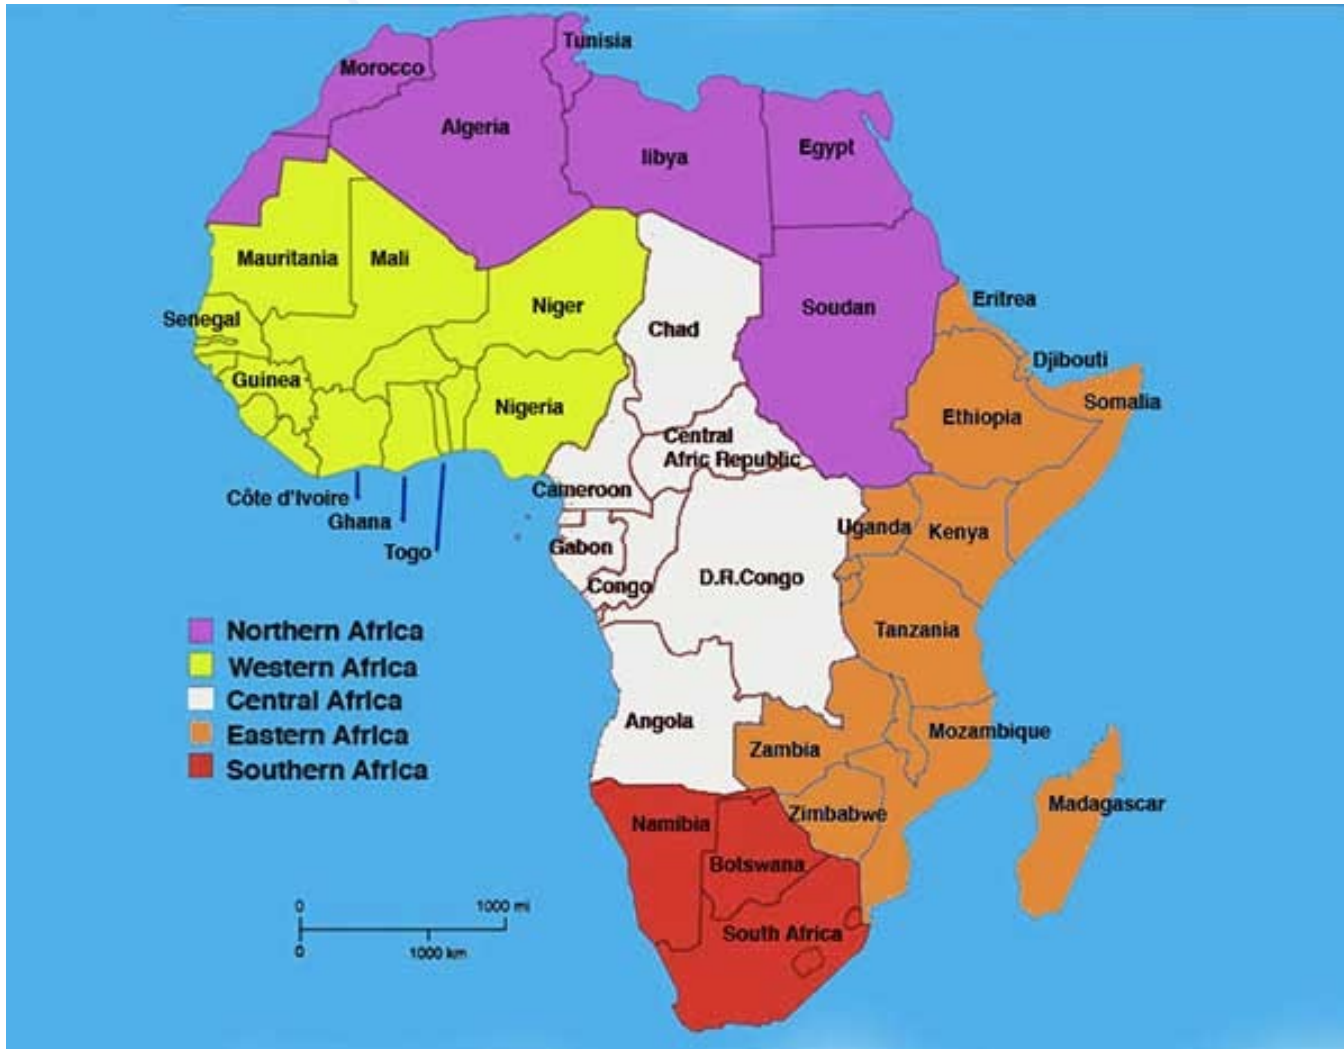 Tunisia
Morocco
Algeria
libya
Egypt
Mauritania
Mali
Niger
Chad
Soudan
Eritrea
Senegal
Guinea
Nigeria
Djibouti
Somalia
Ethiopia
Central
Afric Republic
Cameroon
Côte d'Ivoire
Ghana
Togo
Gabon
Congo
D.R.Congo
Uganda
Kenya
Tanzania
Northern Africa
Western Africa
Central Africa
Eastern Africa
Southern Africa
Angola
Zambia
Mozambique
Zimbabwe
Madagascar
Namibia
Botswana
South Africa
0 1000 mi
0 1000 km